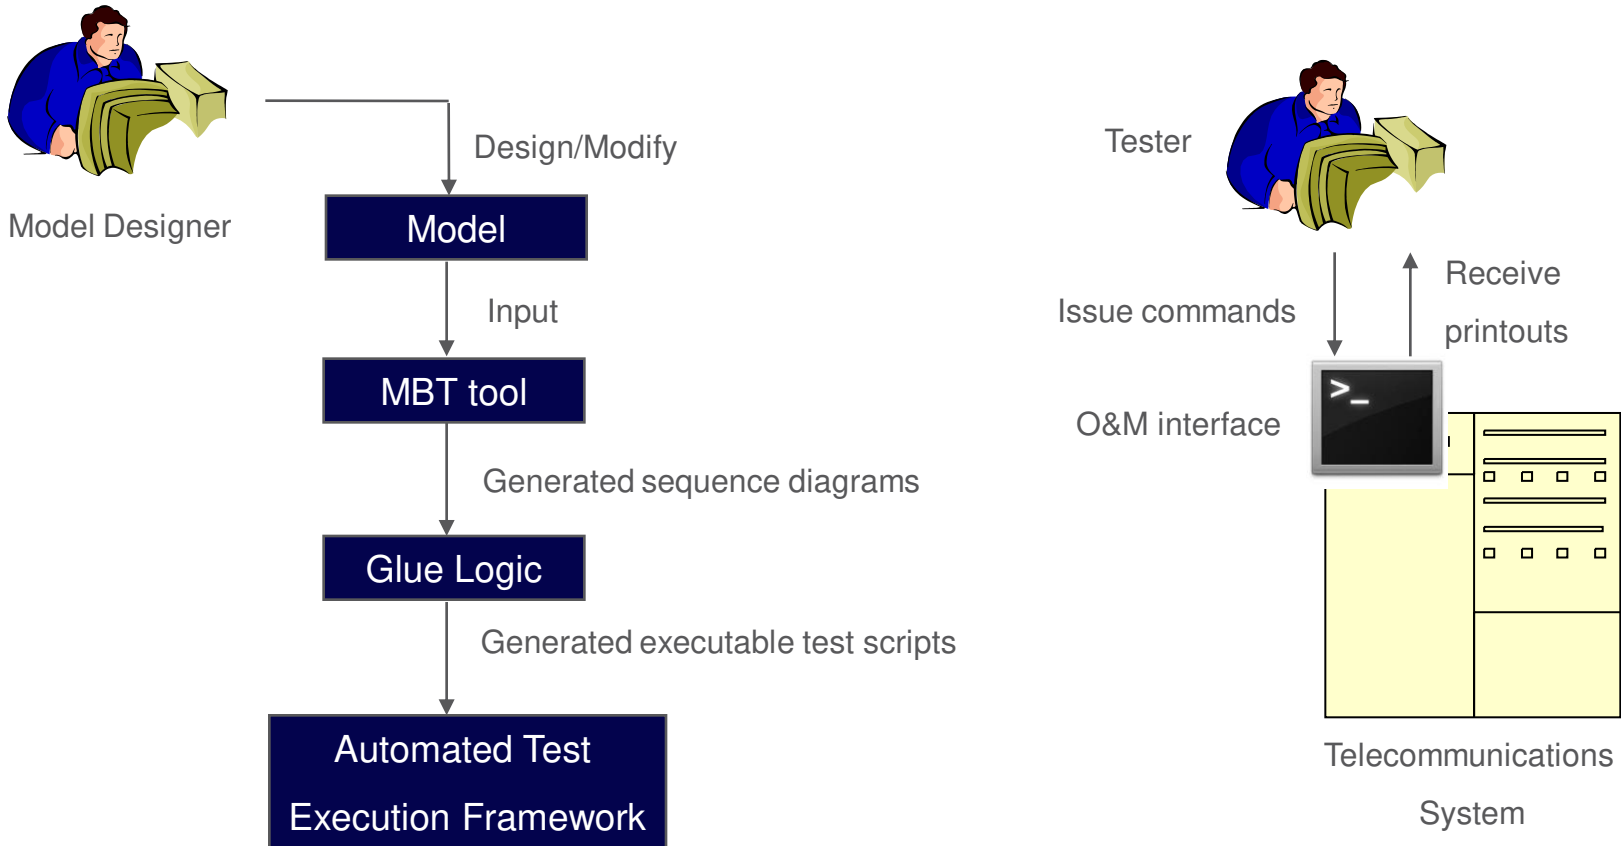 Model Designer
Design/Modify
Model
Input
MBT tool
Generated sequence diagrams
Glue Logic
Generated executable test scripts
Automated Test
Execution Framework
Tester
Issue commands
Receive
printouts
>_
O&M interface
Telecommunications
System